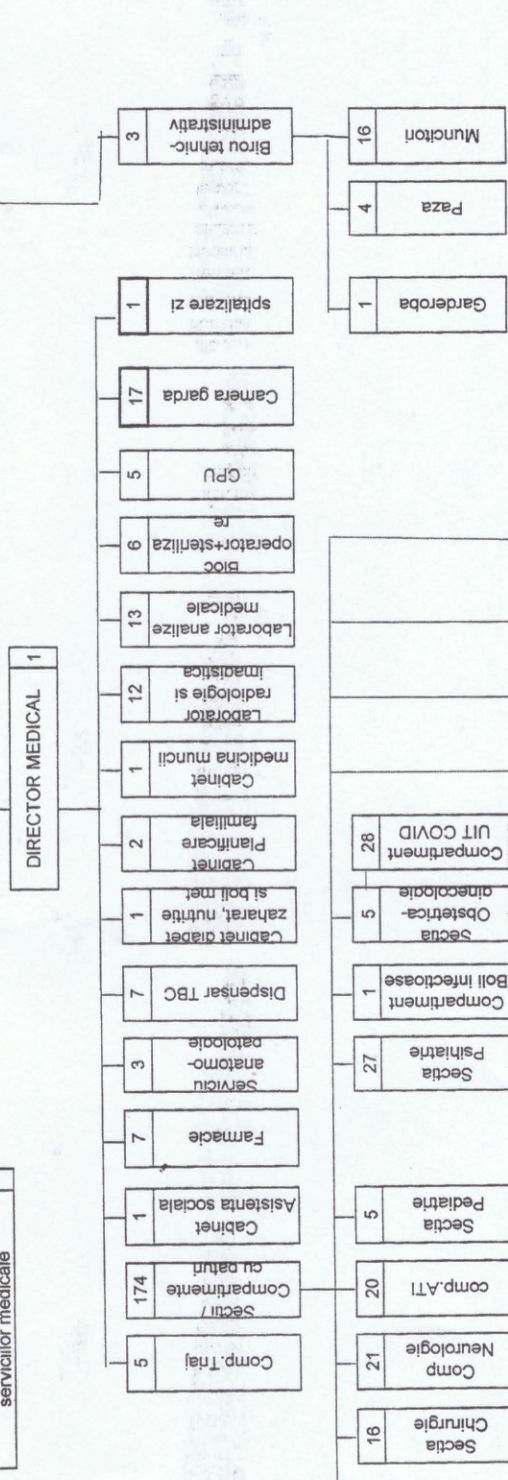 serviciilor medicale
DIRECTOR MEDICAL
1
Birou tehnic-
administrativ
3
Muncitori
16
Paza
4
Garderoba
1
spitalizare zi
1
Camera garda
17
CPU
5
Bloc
operator+steriliza
re
6
Laborator analize
medicale
13
Laborator
radiologie si
imagistica
12
Cabinet
medicina muncii
1
Cabinet
Planificare
familiala
2
Cabinet diabet
zaharat, nutritie
si boli met
1
Dispensar TBC
7
Serviciu
anatomo-
patologie
3
Farmacie
7
Cabinet
Asistenta sociala
1
Sectii /
Compartimente
cu paturi
174
Comp.Triaj
5
Compartiment
UIT COVID
28
Sectia
Obstetrica-
ginecologie
5
Compartiment
Boli infectioase
1
Sectia
Psihiatrie
27
Sectia
Pediatrie
5
comp.ATI
20
Comp
Neurologie
21
Sectia
Chirurgie
16